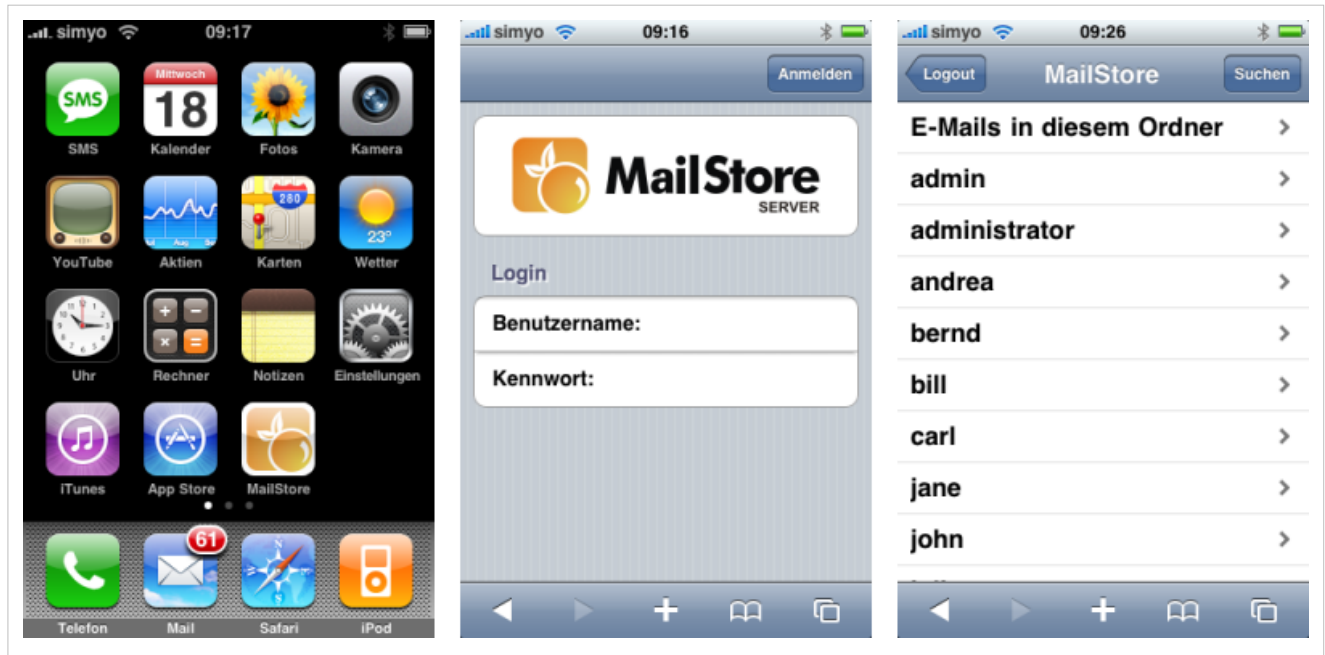 simyo 09:17
SMS Mittwoch 18
SMS Kalender Fotos Kamera
280 23°
YouTube Aktien Karten Wetter
Uhr Rechner Notizen Einstellungen
iTunes App Store MailStore
61
Telefon Mail Safari iPod
simyo 09:16
Anmelden
MailStore
SERVER
Login
Benutzername:
Kennwort:
simyo 09:26
Logout MailStore Suchen
E-Mails in diesem Ordner
admin
administrator
andrea
bernd
bill
carl
jane
john